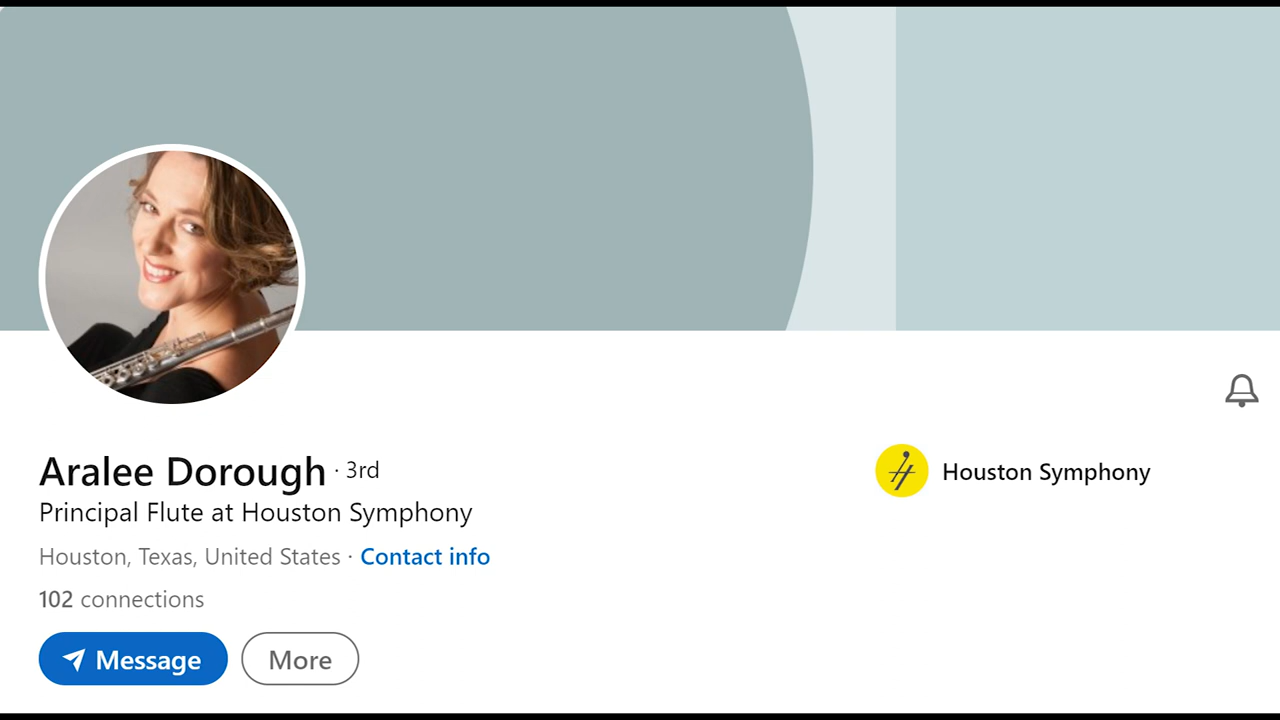 Aralee Dorough · 3rd
Houston Symphony
Principal Flute at Houston Symphony
Houston, Texas, United States · Contact info
102 connections
Message
More